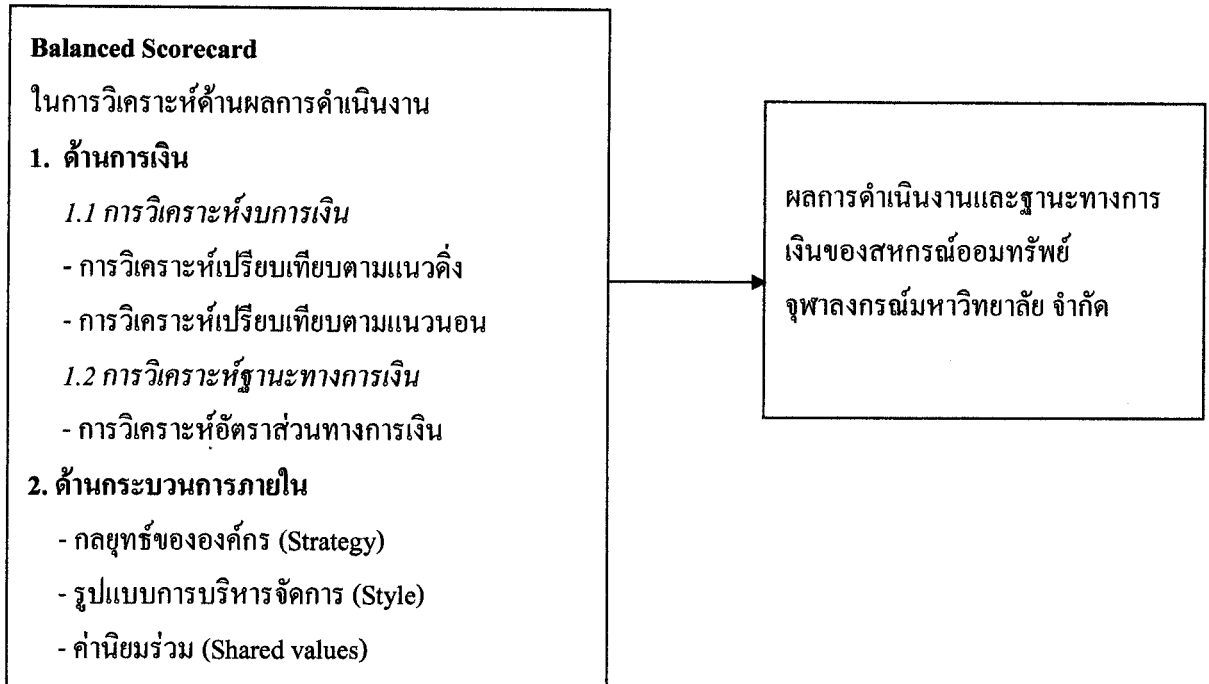 Balanced Scorecard
ในการวิเคราะห์ด้านผลการดำเนินงาน
1. ด้านการเงิน
1.1 การวิเคราะห์งบการเงิน
- การวิเคราะห์เปรียบเทียบตามแนวดิ่ง
- การวิเคราะห์เปรียบเทียบตามแนวนอน
1.2 การวิเคราะห์ฐานะทางการเงิน
- การวิเคราะห์อัตราส่วนทางการเงิน
2. ด้านกระบวนการภายใน
- กลยุทธ์ขององค์กร (Strategy)
- รูปแบบการบริหารจัดการ (Style)
- ค่านิยมร่วม (Shared values)
ผลการดำเนินงานและฐานะทางการ
เงินของสหกรณ์ออมทรัพย์
จุฬาลงกรณ์มหาวิทยาลัย จำกัด